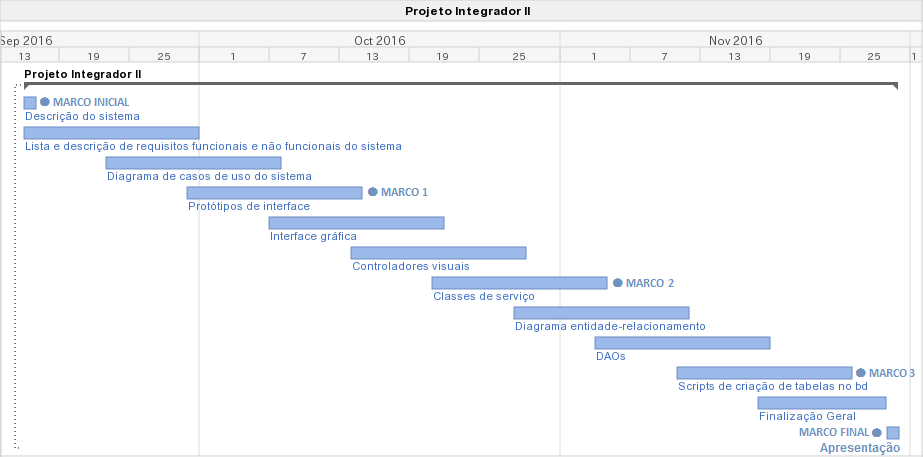 Projeto Integrador II
Sep 2016 Oct 2016 Nov 2016
13 19 25 1 7 13 19 25 1 7 13 19 25 1
Projeto Integrador II
MARCO INICIAL
Descrição do sistema
Lista e descrição de requisitos funcionais e não funcionais do sistema
Diagrama de casos de uso do sistema
MARCO 1
Protótipos de interface
Interface gráfica
Controladores visuais
MARCO 2
Classes de serviço
Diagrama entidade-relacionamento
DAOs
MARCO 3
Scripts de criação de tabelas no bd
Finalização Geral
MARCO FINAL
Apresentação